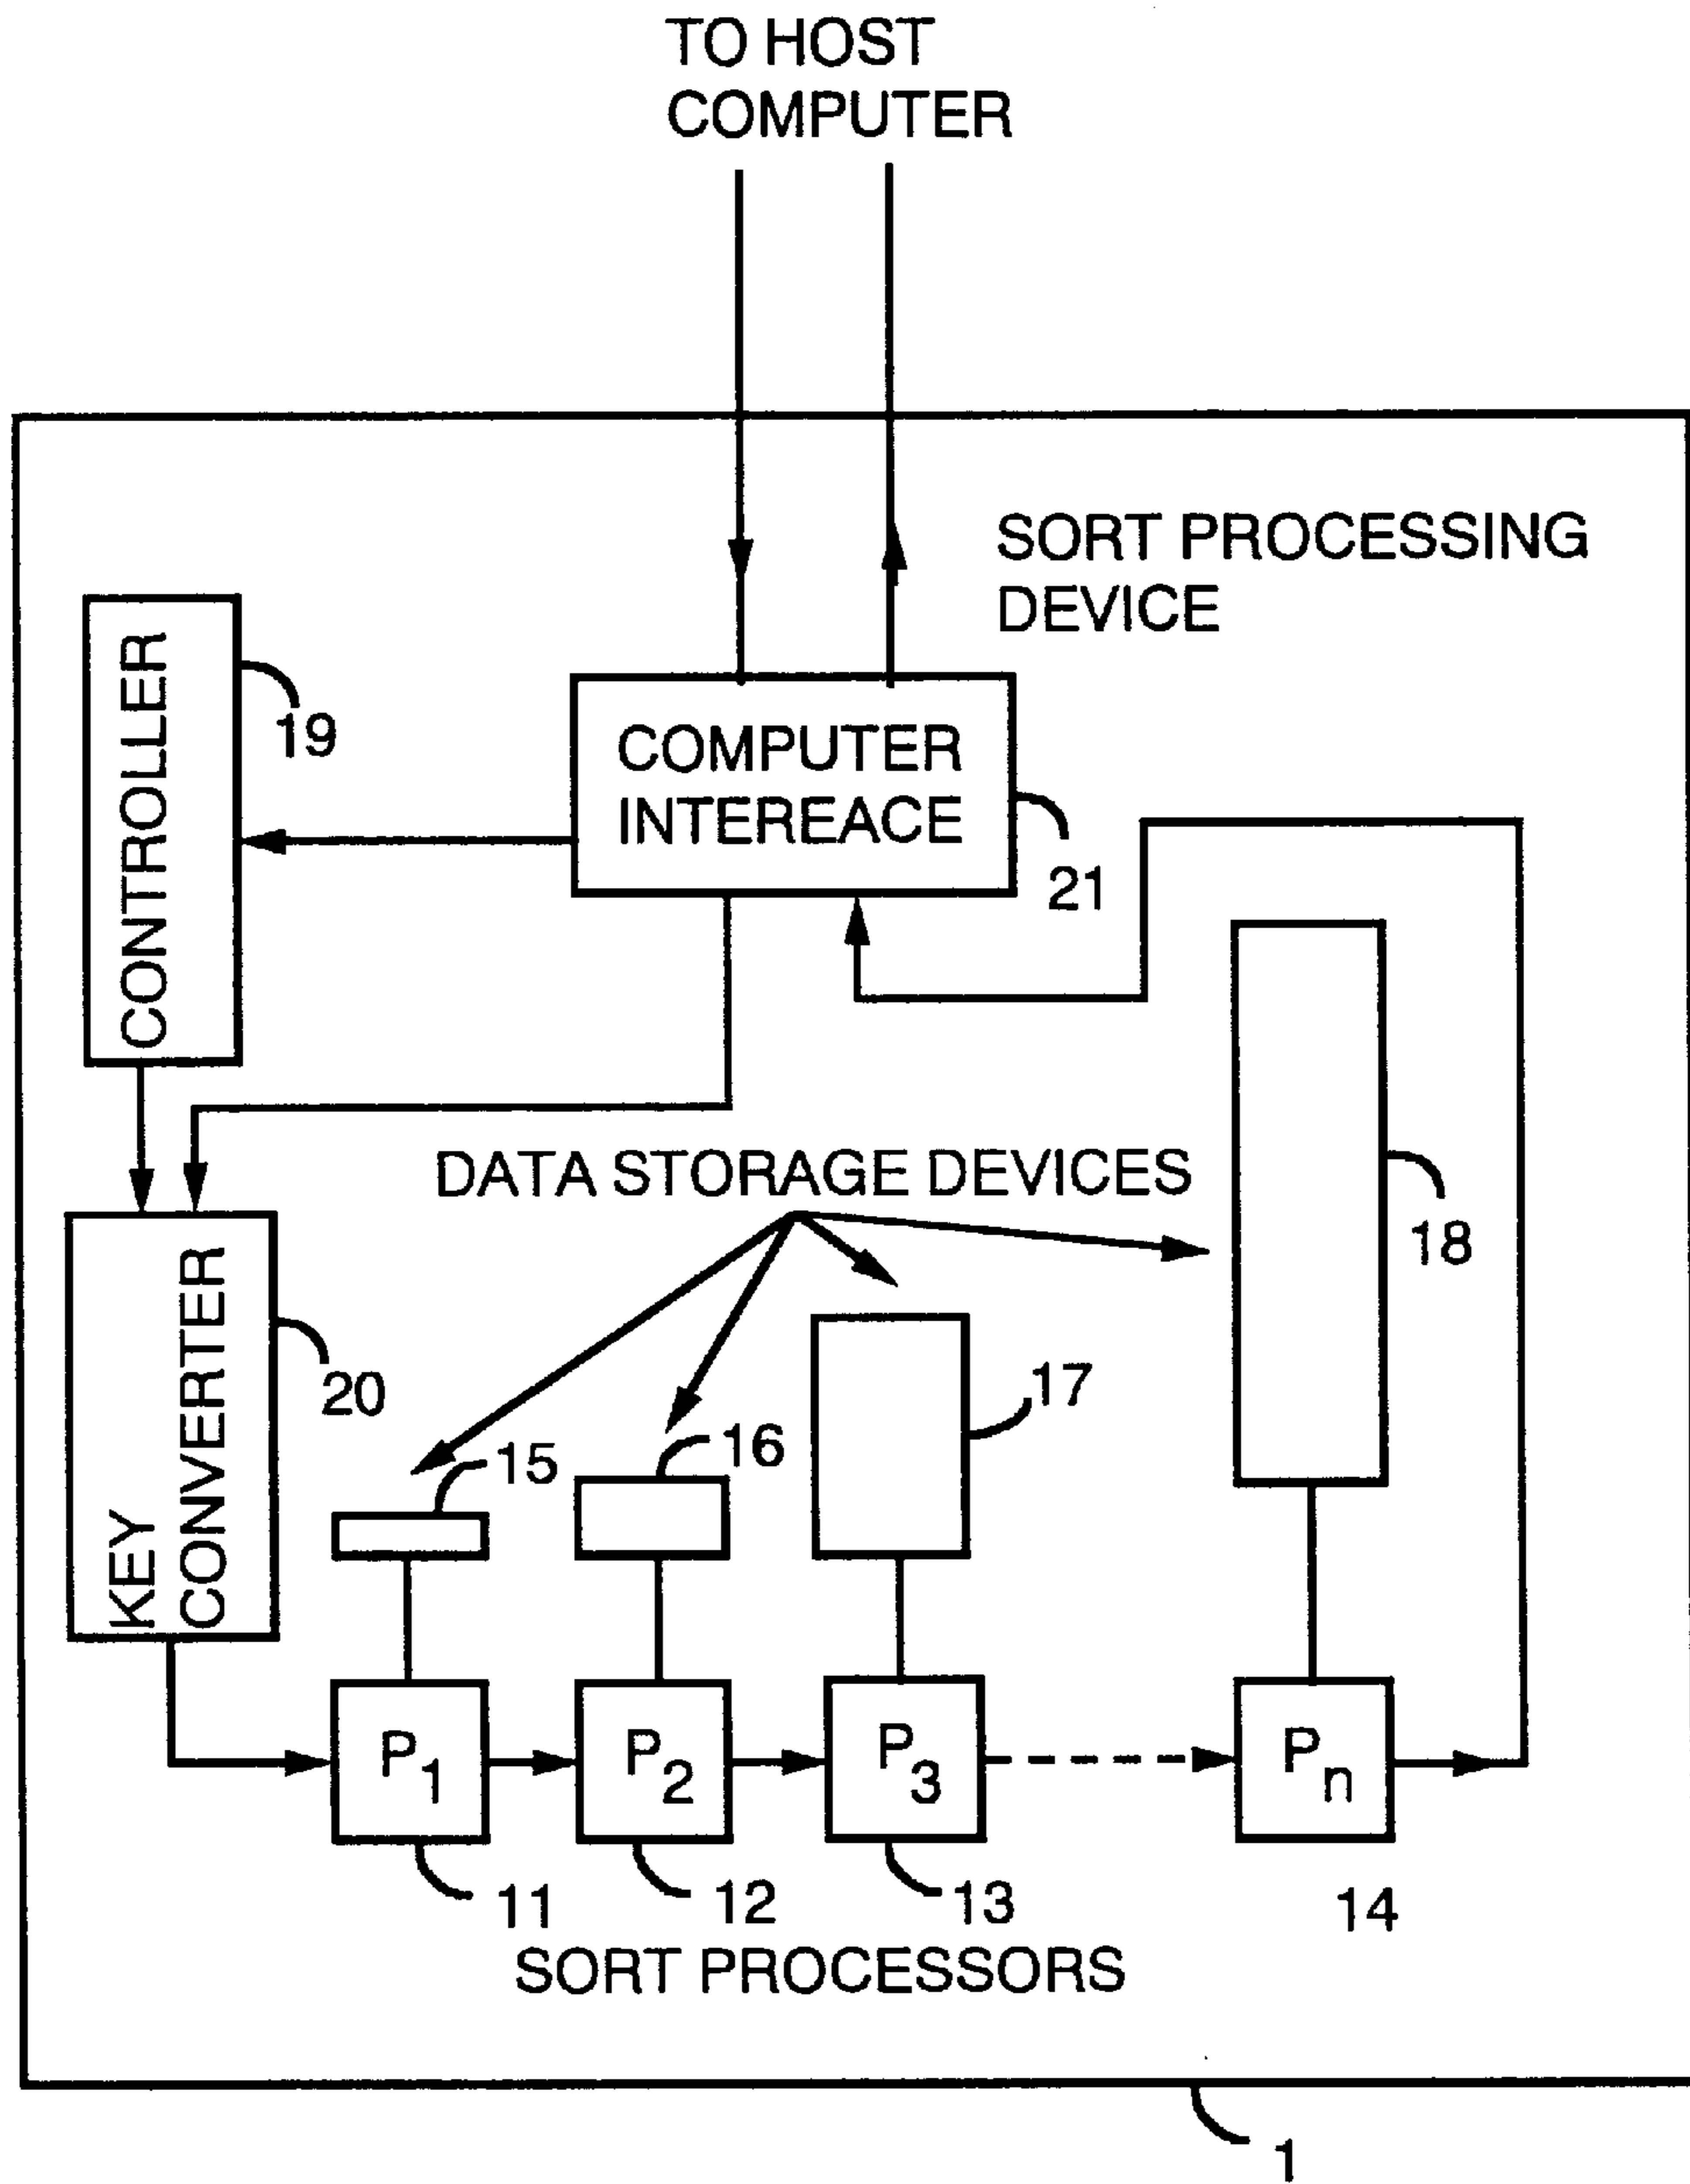 TO HOST
COMPUTER
SORT PROCESSING
DEVICE
CONTROLLER
19
COMPUTER
INTEREACE
21
DATA STORAGE DEVICES
18
KEY
CONVERTER
20
17
16
15
P1
P2
P3
Pn
11
12
13
14
SORT PROCESSORS
1